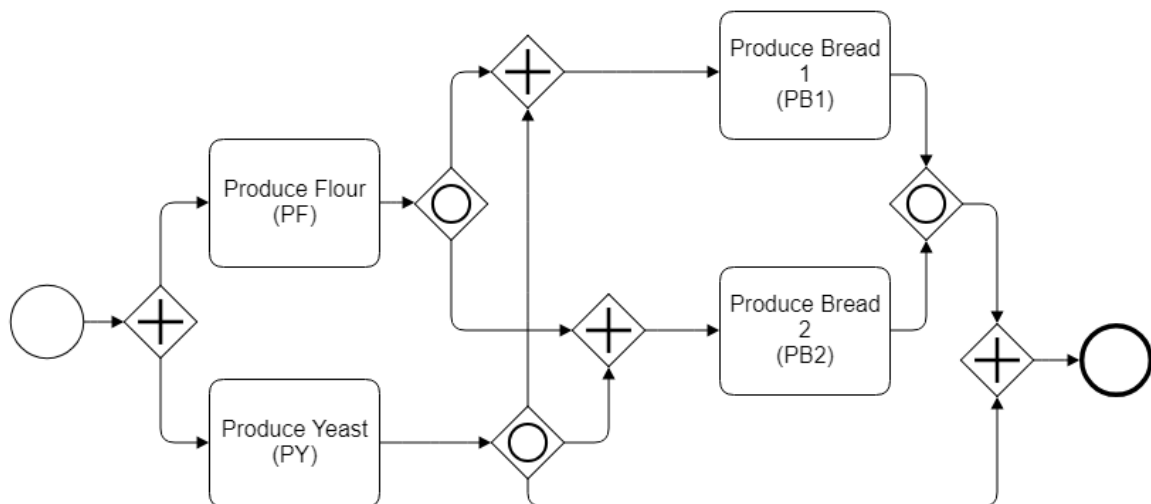 Produce Bread
1
(PB1)
Produce Flour
(PF)
Produce Bread
2
(PB2)
Produce Yeast
(PY)